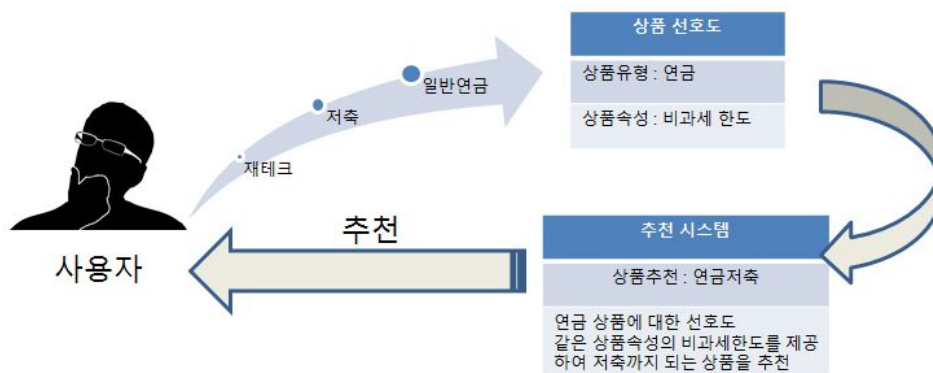 상품 선호도
상품유형 : 연금
상품속성 : 비과세 한도
일반연금
저축
재테크
사용자
추천
추천 시스템
상품추천 : 연금저축
연금 상품에 대한 선호도
같은 상품속성의 비과세한도를 제공
하여 저축까지 되는 상품을 추천